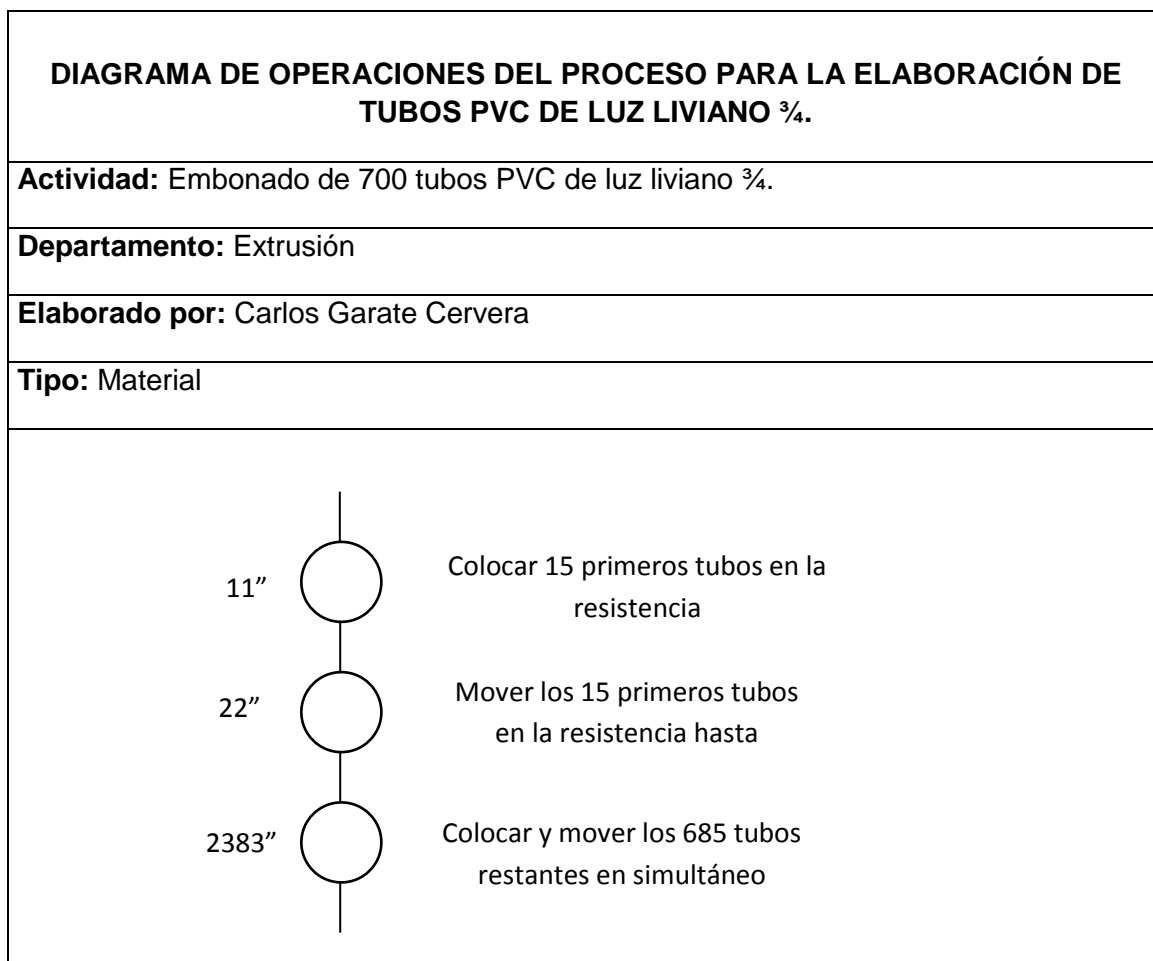 DIAGRAMA DE OPERACIONES DEL PROCESO PARA LA ELABORACIÓN DE
TUBOS PVC DE LUZ LIVIANO ¾.
Actividad: Embonado de 700 tubos PVC de luz liviano ¾.
Departamento: Extrusión
Elaborado por: Carlos Garate Cervera
Tipo: Material
11”
Colocar 15 primeros tubos en la
resistencia
22”
Mover los 15 primeros tubos
en la resistencia hasta
2383”
Colocar y mover los 685 tubos
restantes en simultáneo